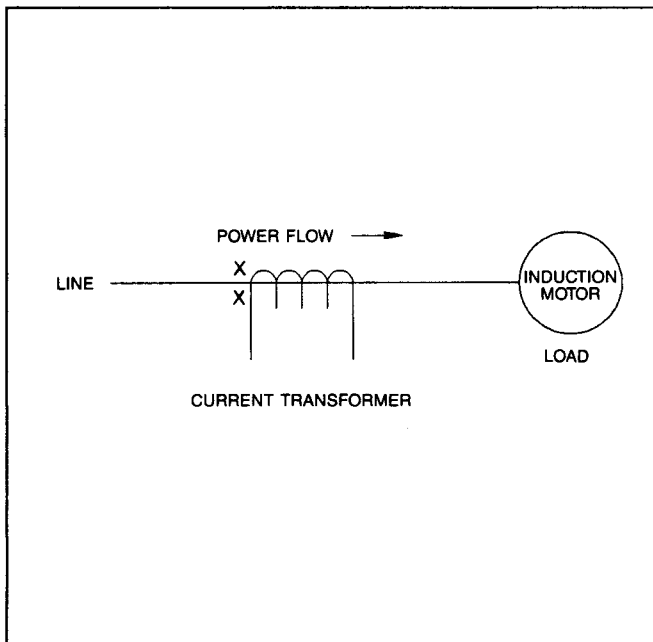 POWER FLOW
X
LINE
X
INDUCTION
MOTOR
LOAD
CURRENT TRANSFORMER